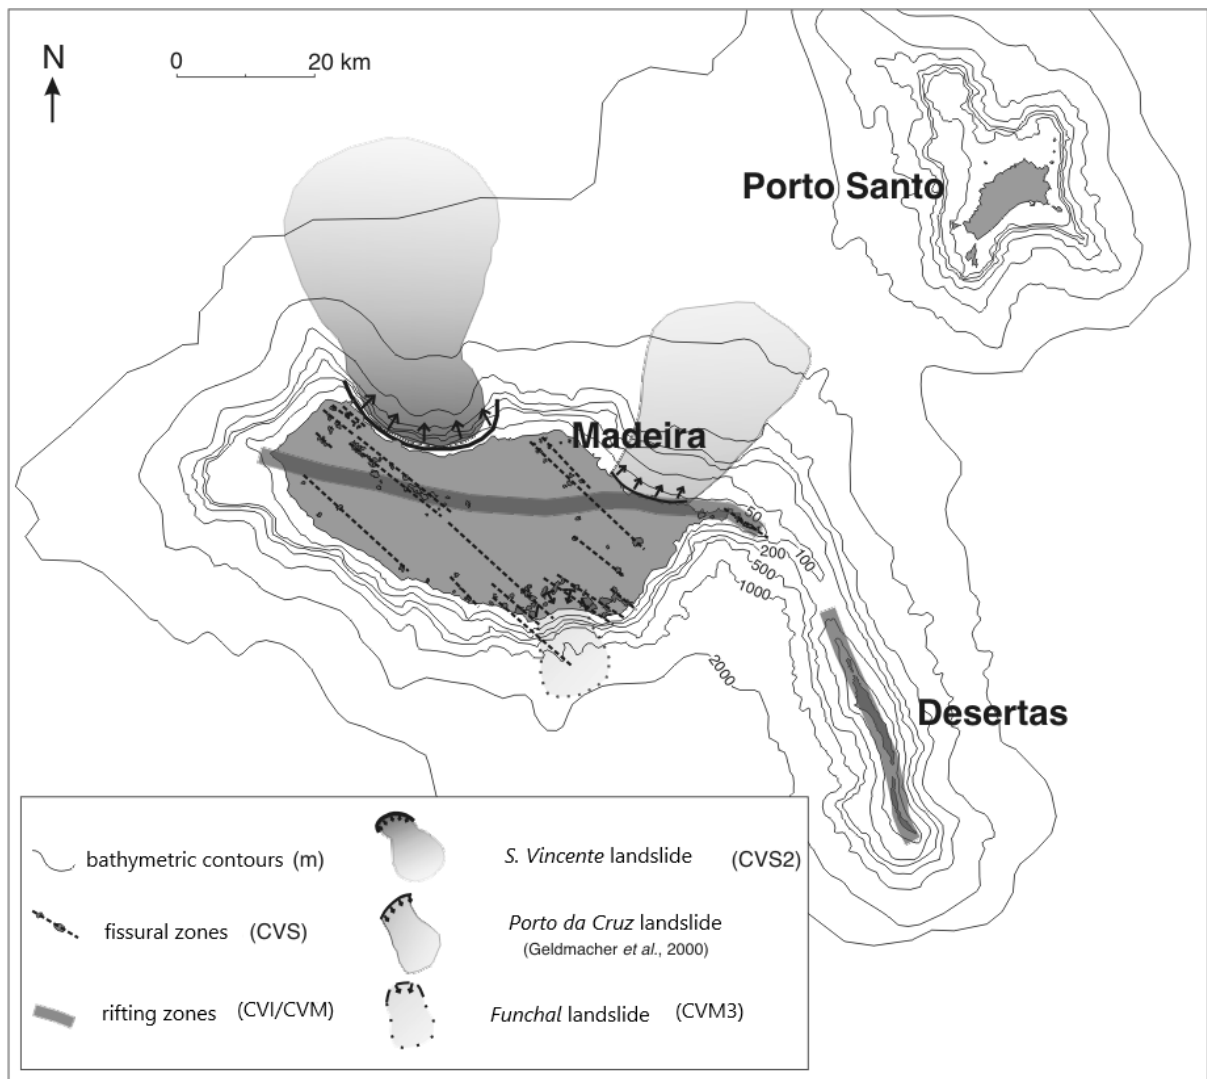 N
0 20 km
Porto Santo
Madeira
50
200
100
500
1000
2000
Desertas
bathymetric contours (m)
fissural zones (CVS)
rifting zones (CVI/CVM)
S. Vincente landslide (CVS2)
Porto da Cruz landslide
(Geldmacher et al., 2000)
Funchal landslide (CVM3)